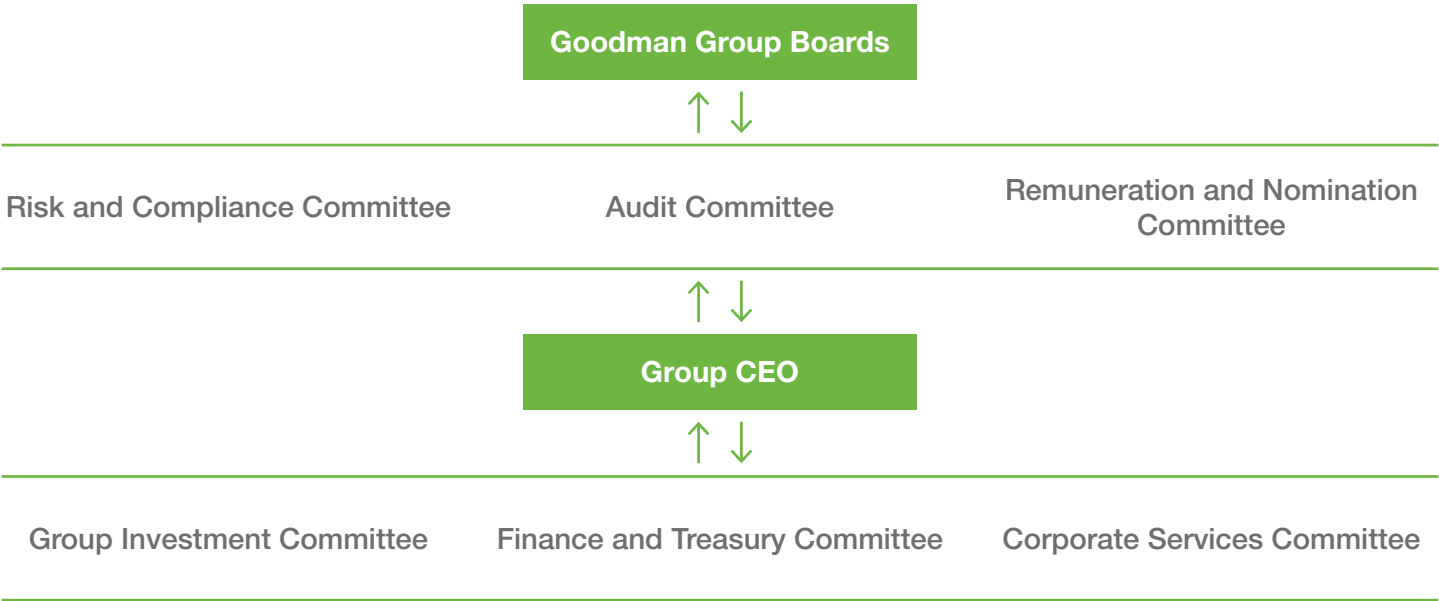 Goodman Group Boards
Risk and Compliance Committee
Audit Committee
Remuneration and Nomination
Committee
Group CEO
Group Investment Committee
Finance and Treasury Committee
Corporate Services Committee